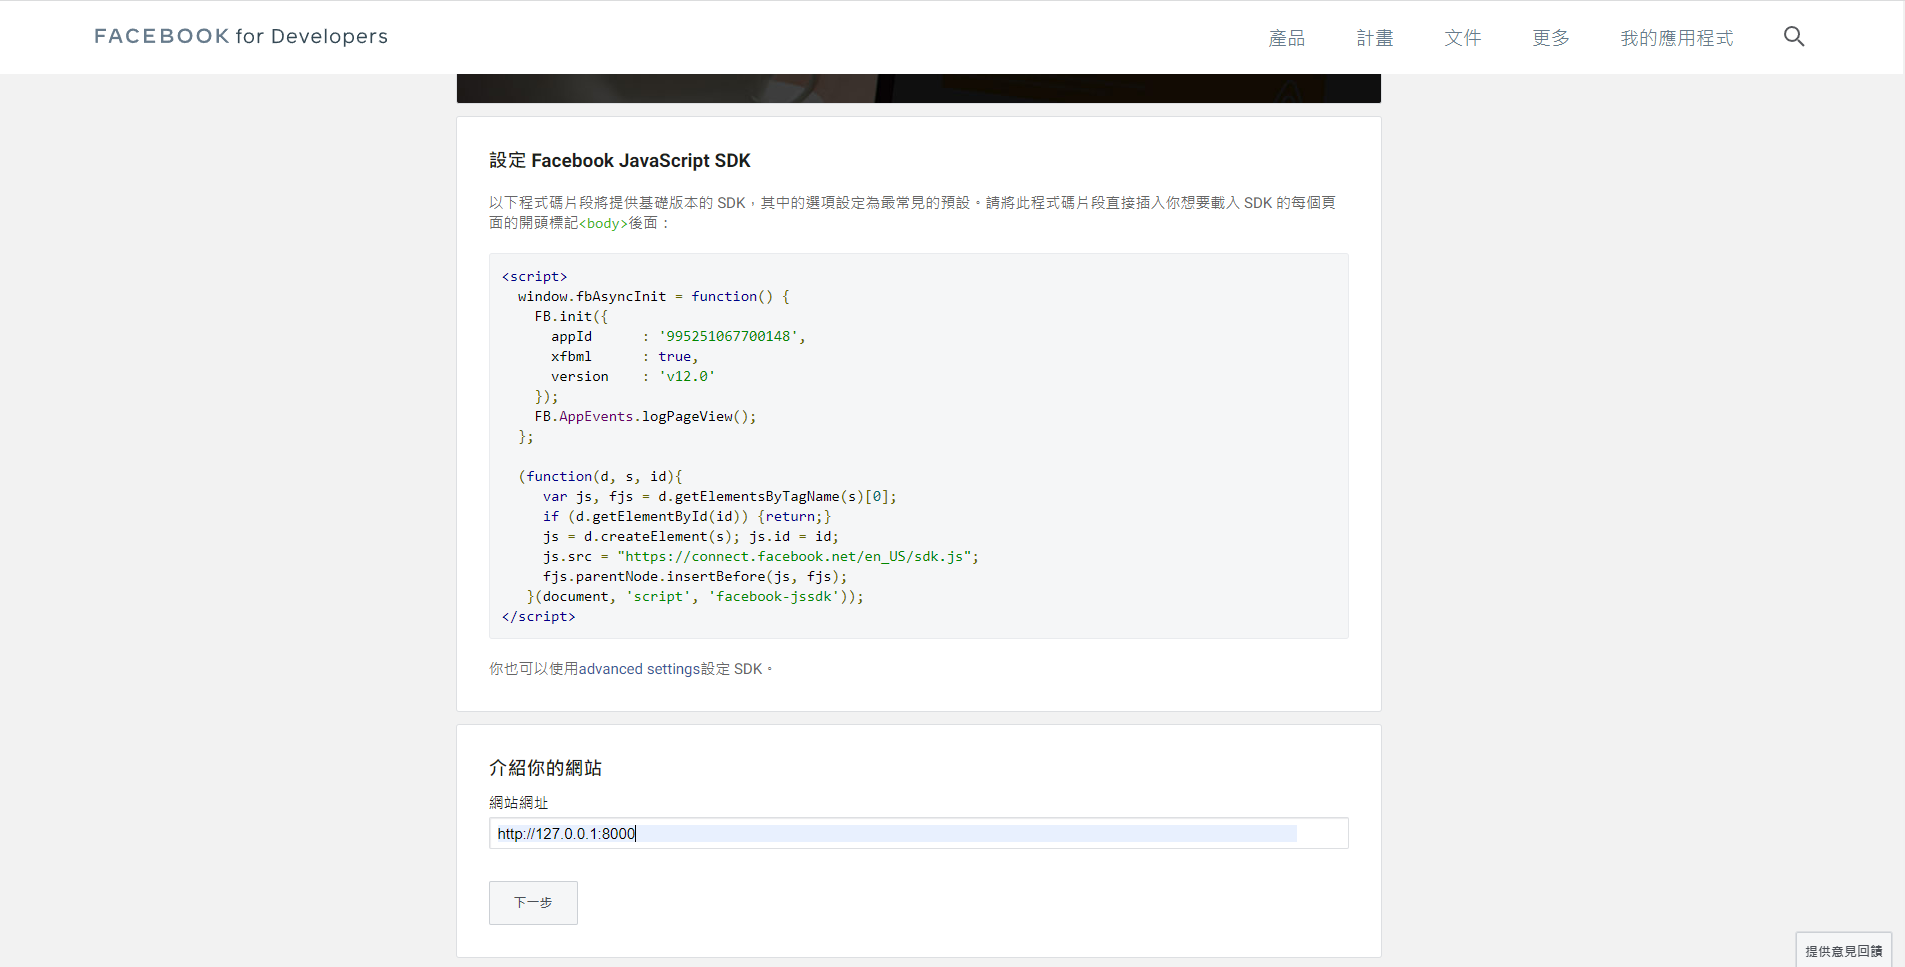 FACEBOOK for Developers
產品 計畫 文件 更多 我的應用程式
設定 Facebook JavaScript SDK
以下程式碼片段將提供基礎版本的 SDK，其中的選項設定為最常見的預設。請將此程式碼片段直接插入你想要載入 SDK 的每個頁
面的開頭標記<body>後面：
<script>
  window.fbAsyncInit = function() {
    FB.init({
      appId      : '995251067700148',
      xfbml      : true,
      version    : 'v12.0'
    });
    FB.AppEvents.logPageView();
  };
  (function(d, s, id){
     var js, fjs = d.getElementsByTagName(s)[0];
     if (d.getElementById(id)) {return;}
     js = d.createElement(s); js.id = id;
     js.src = "https://connect.facebook.net/en_US/sdk.js";
     fjs.parentNode.insertBefore(js, fjs);
   }(document, 'script', 'facebook-jssdk'));
</script>
你也可以使用advanced settings設定 SDK。
介紹你的網站
網站網址
http://127.0.0.1:8000
下一步
提供意見回饋